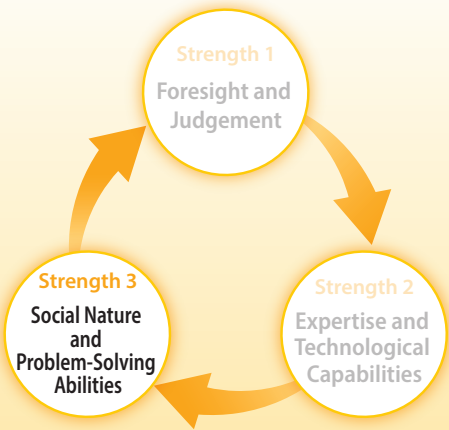 Strength 1
Foresight and
Judgement
Strength 3
Social Nature
and
Problem-Solving
Abilities
Strength 2
Expertise and
Technological
Capabilities